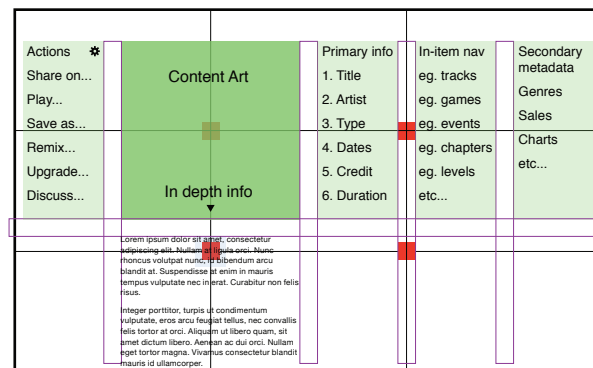 Actions
Share on...
Play...
Save as...
Remix...
Upgrade...
Discuss...
Content Art
In depth info
Primary info
1. Title
2. Artist
3. Type
4. Dates
5. Credit
6. Duration
In-item nav
eg. tracks
eg. games
eg. events
eg. chapters
eg. levels
etc...
Secondary
metadata
Genres
Sales
Charts
etc...
Lorem ipsum dolor sit amet, consectetur
adipiscing elit. Nullam at ligula orci. Nunc
rhoncus volutpat nunc, id bibendum arcu
blandit at. Suspendisse at enim in mauris
tempus vulputate nec in erat. Curabitur non felis
risus.
Integer porttitor, turpis ut condimentum
vulputate, eros arcu feugiat tellus, nec convallis
felis tortor at orci. Aliquam ut libero quam, sit
amet dictum libero. Aenean ac dui orci. Nullam
eget tortor magna. Vivamus consectetur blandit
mauris id ullamcorper.